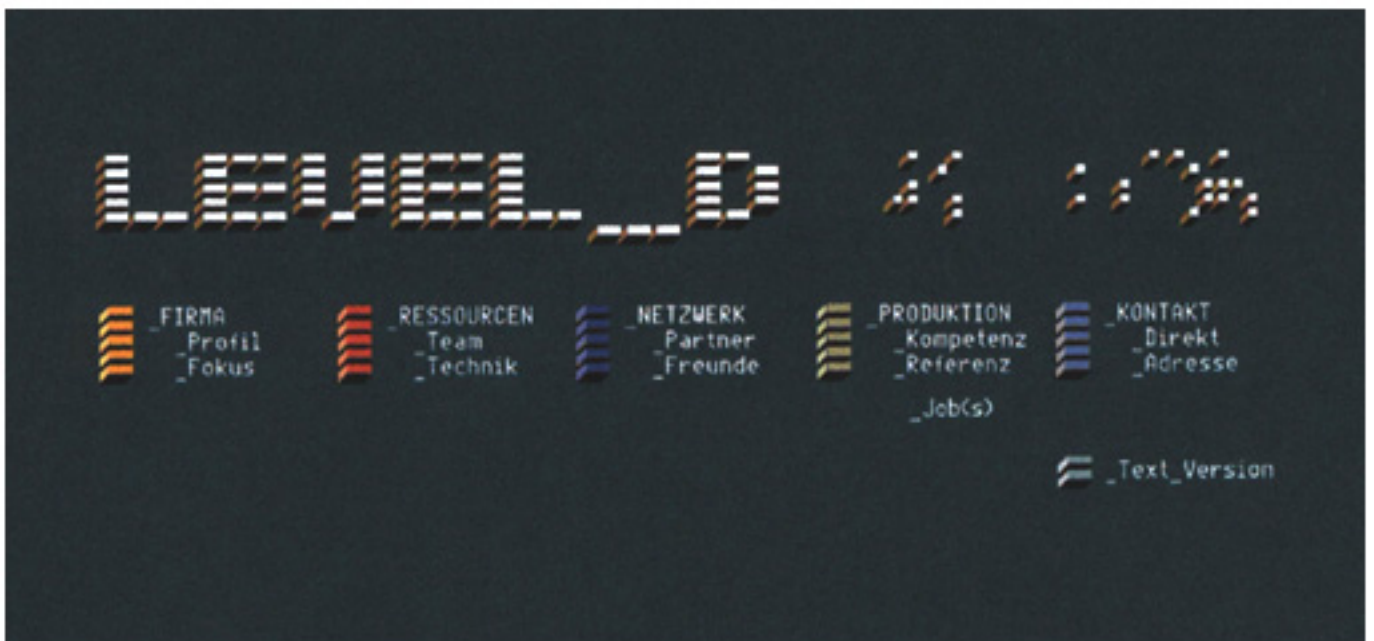 LEVEL_D
_FIRMA
_Profil
_Fokus
_RESSOURCEN
_Team
_Technik
_NETZWERK
_Partner
_Freunde
_PRODUKTION
_Kompetenz
_Referenz
_Job(s)
_KONTAKT
_Direkt
_Adresse
_Text_Version